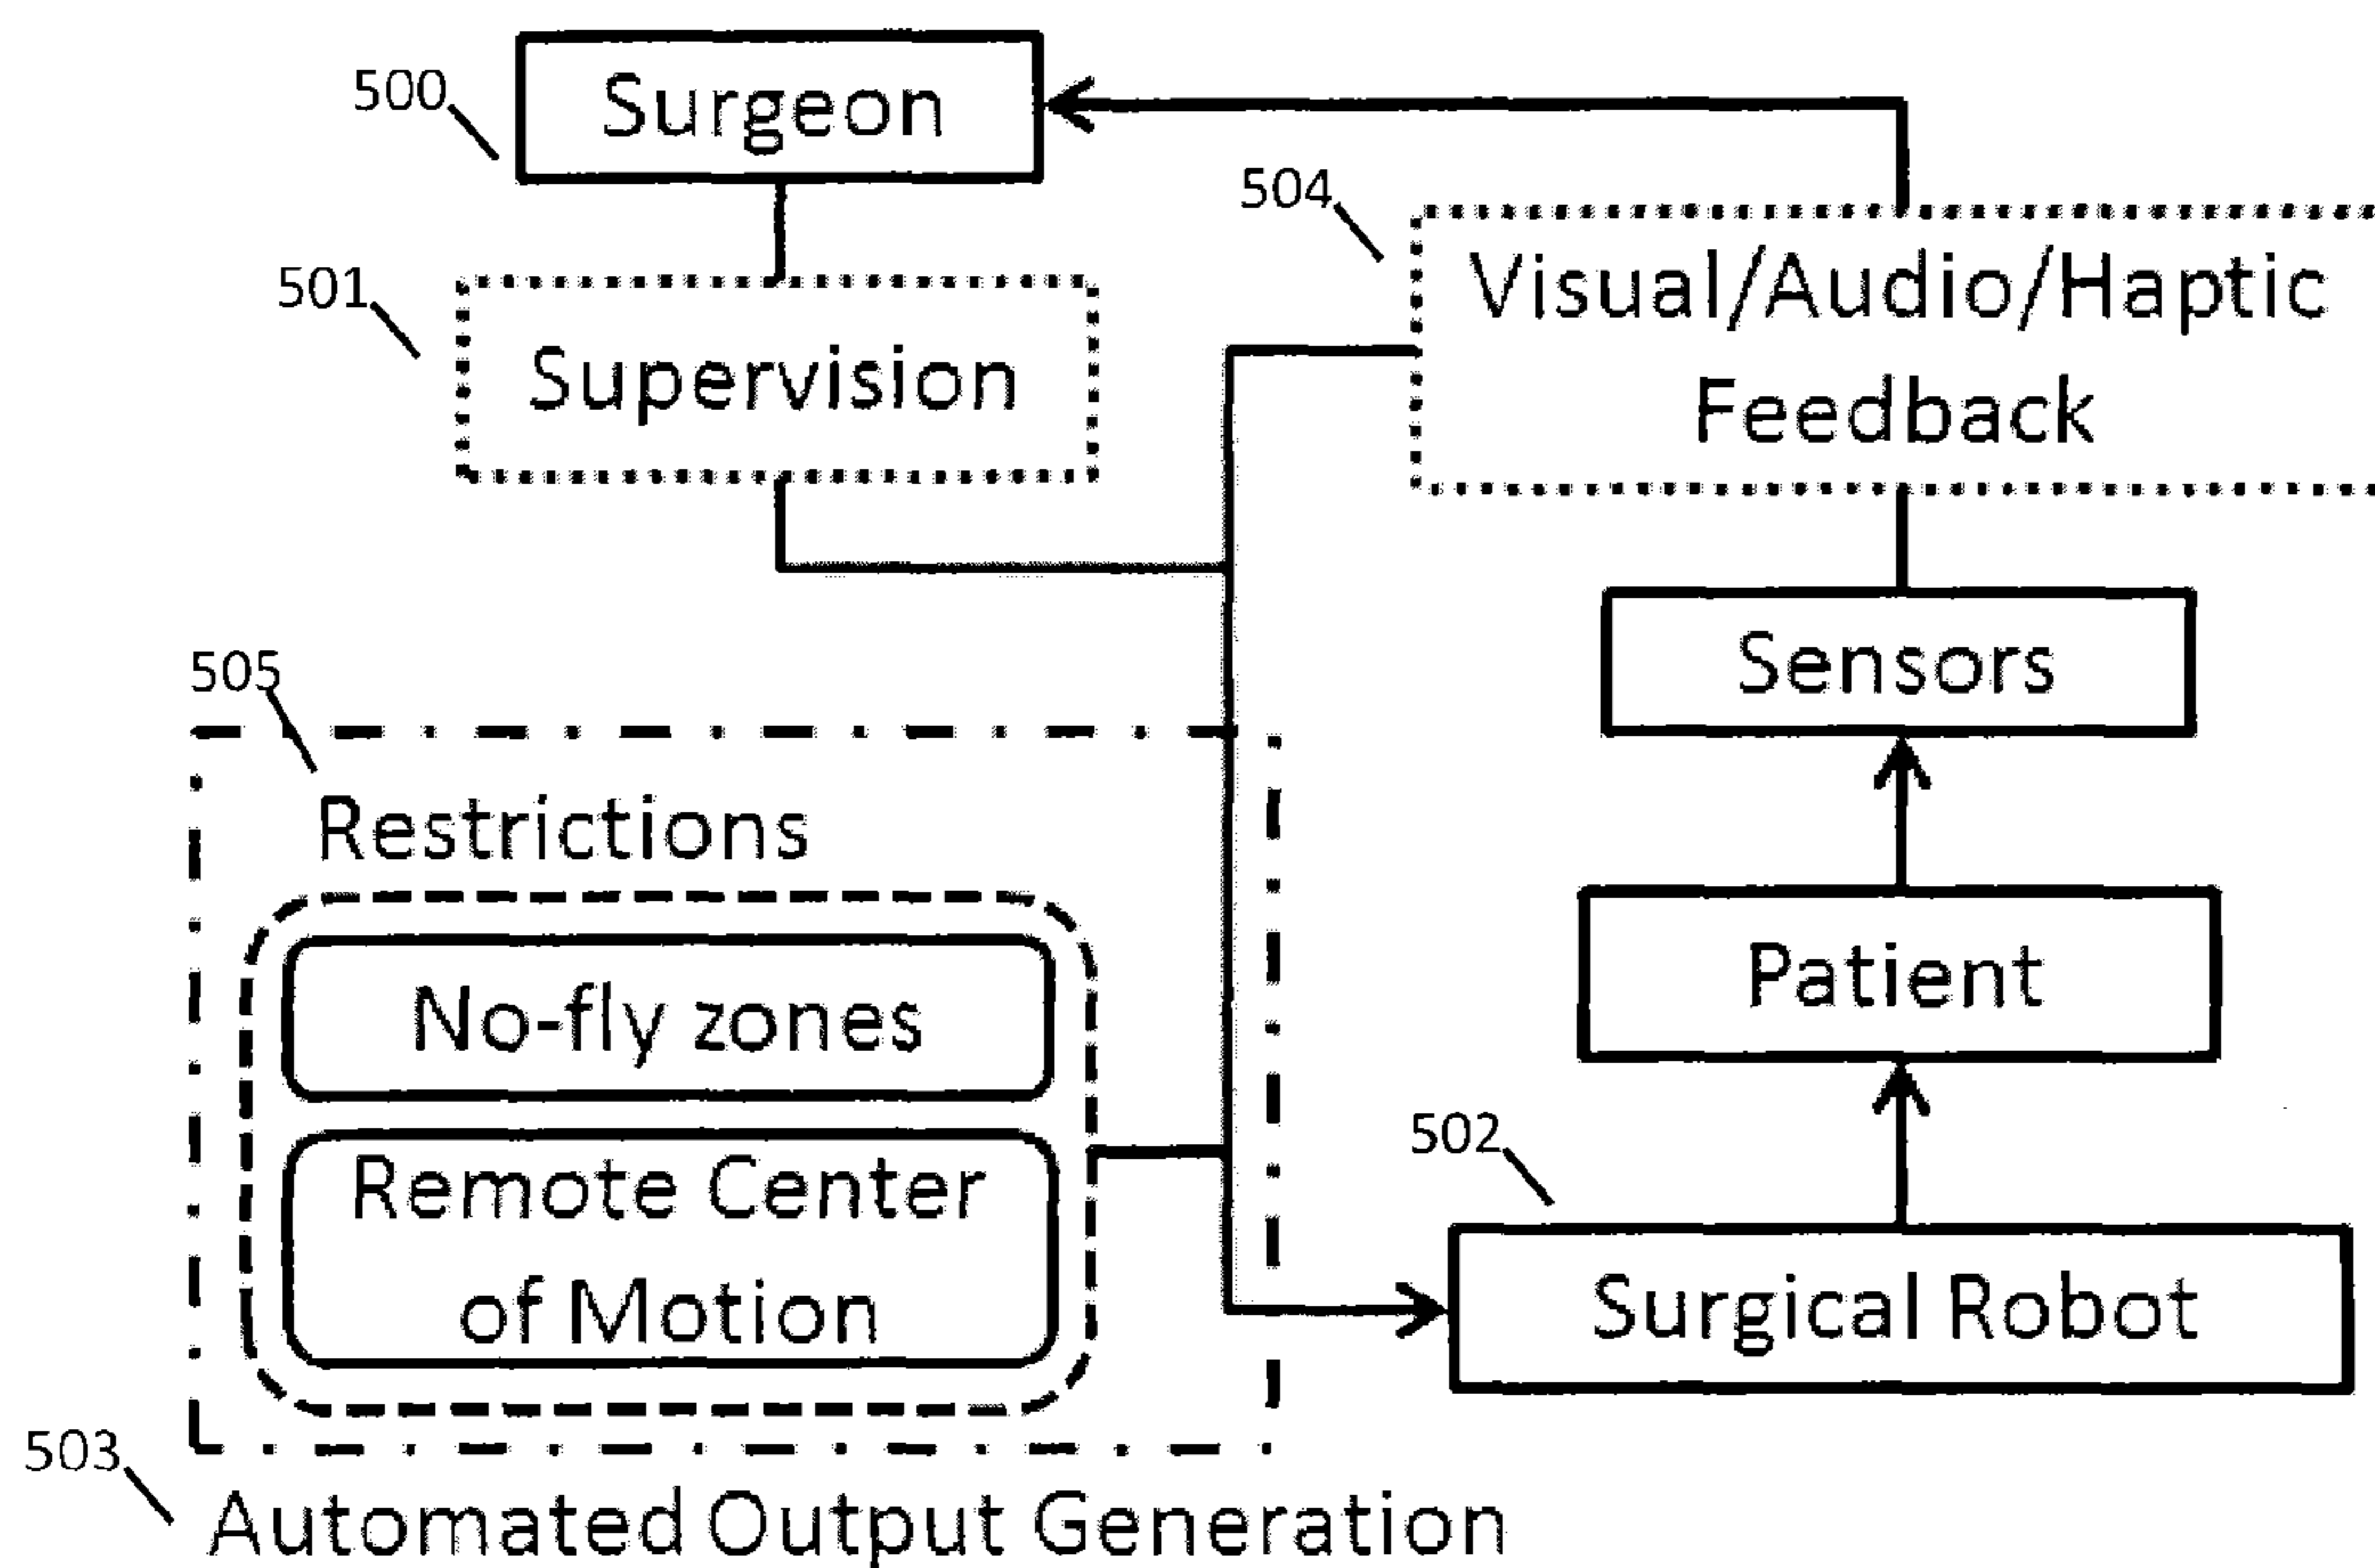 500
Surgeon
504
Visual/Audio/Haptic
Feedback
501
Supervision
Sensors
505
Restrictions
No-fly zones
Patient
Remote Center
of Motion
502
Surgical Robot
503
Automated Output Generation